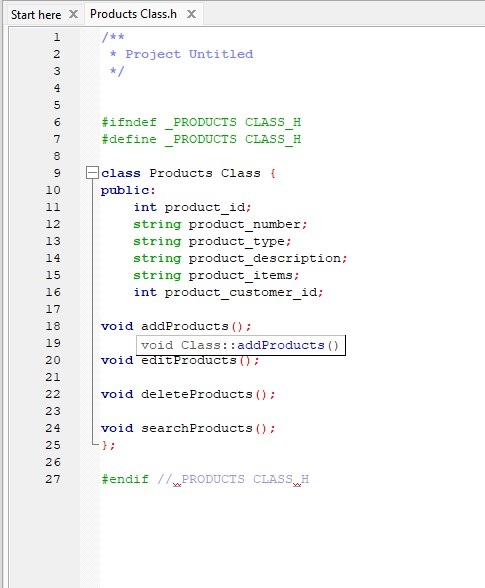 Start here X Products Class.h X
1 /**
2 * Project Untitled
3 */
4
5
6 #ifndef _PRODUCTS CLASS_H
7 #define _PRODUCTS CLASS_H
8
9 class Products Class {
10 public:
11 int product_id;
12 string product_number;
13 string product_type;
14 string product_description;
15 string product_items;
16 int product_customer_id;
17
18 void addProducts();
19 void Class::addProducts()
20 void editProducts();
21
22 void deleteProducts();
23
24 void searchProducts();
25 };
26
27 #endif //_PRODUCTS CLASS_H